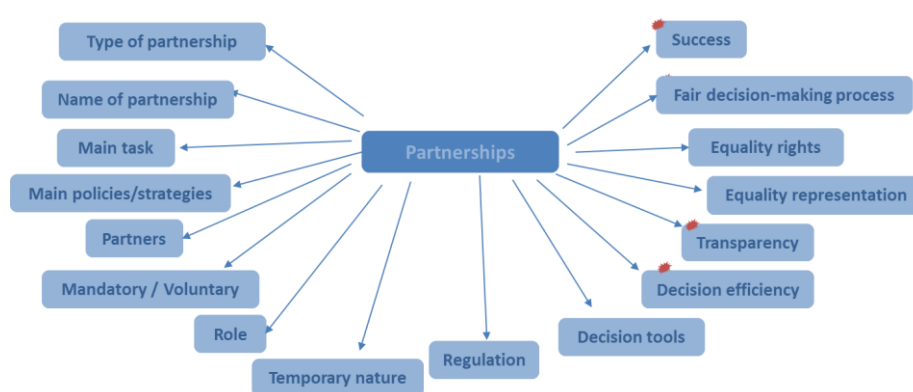 Type of partnership
Success
Name of partnership
Fair decision-making process
Main task
Partnerships
Equality rights
Main policies/strategies
Equality representation
Partners
Transparency
Mandatory / Voluntary
Decision efficiency
Role
Decision tools
Temporary nature
Regulation